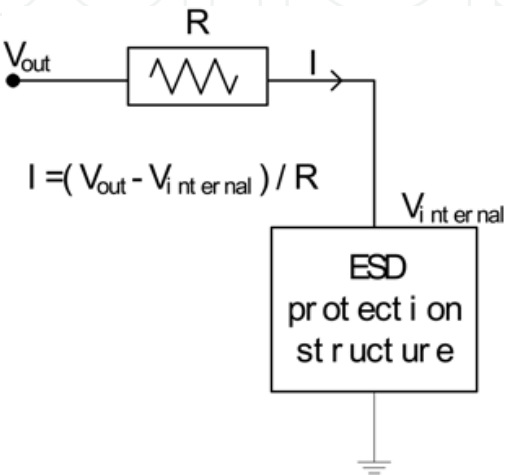 R
Vout
I
I =( Vout - Vinternal ) / R
Vinternal
ESD
protection
structure